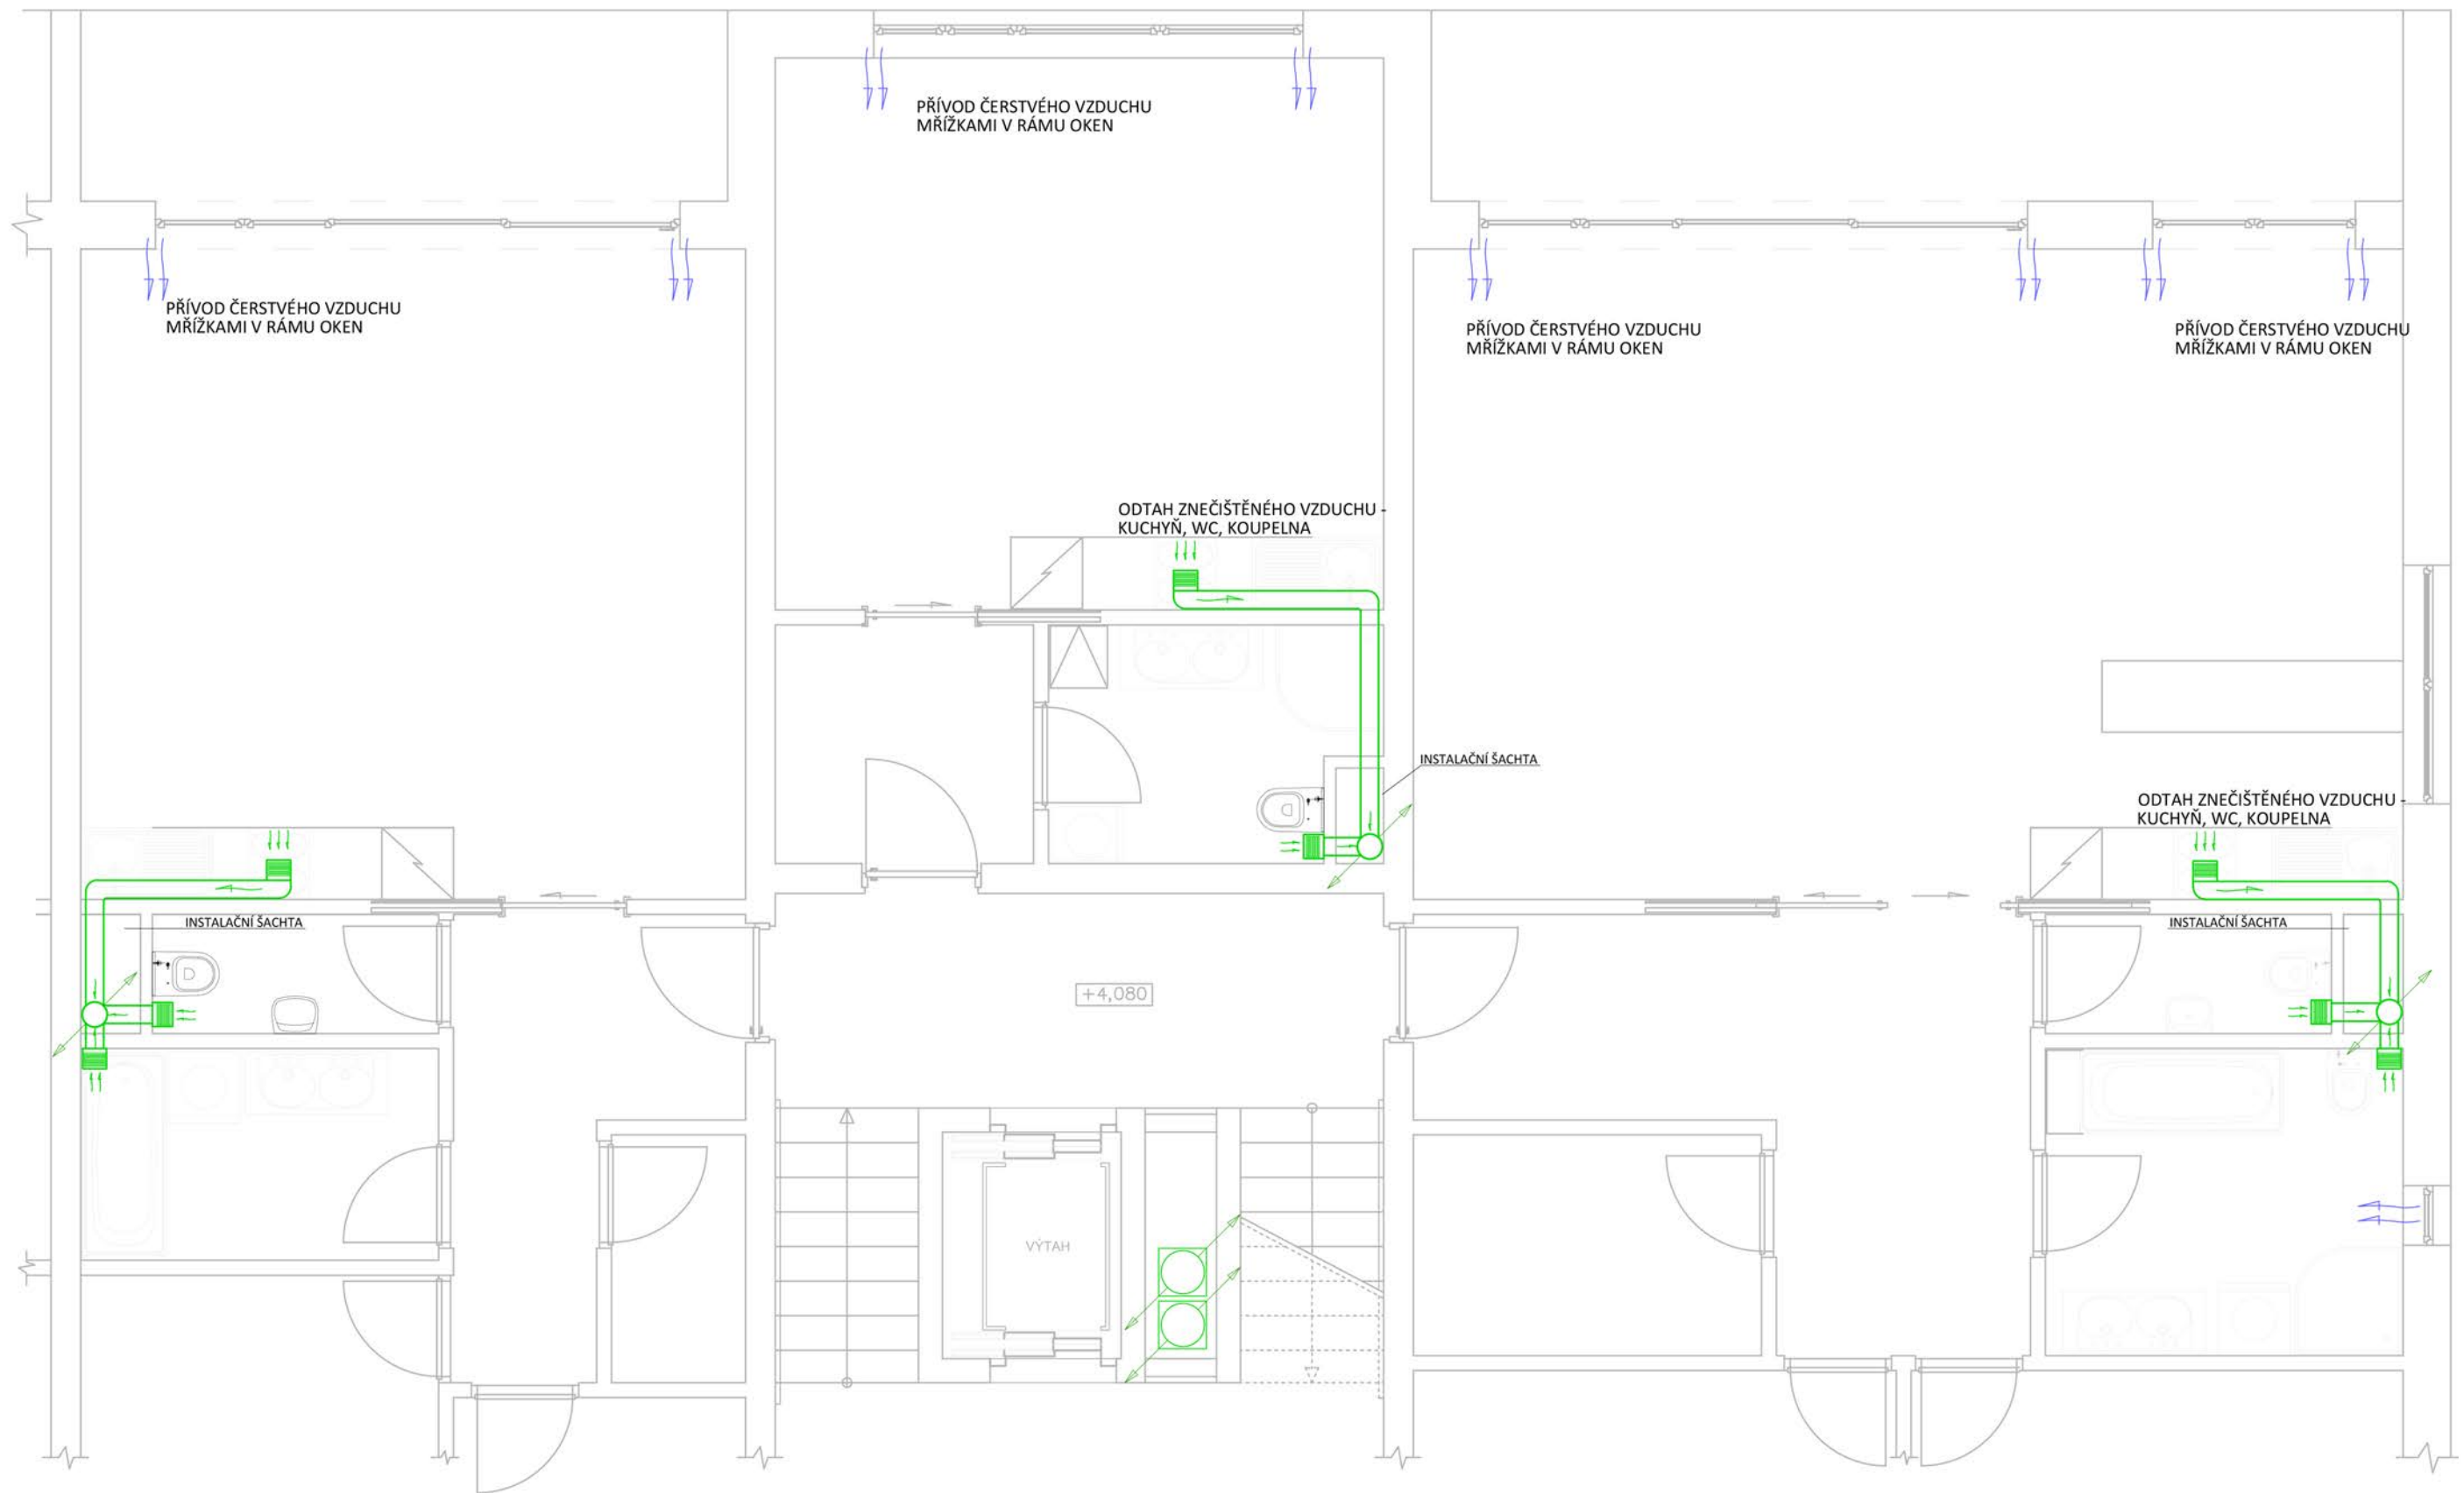 PŘÍVOD ČERSTVÉHO VZDUCHU
MŘÍŽKAMI V RÁMU OKEN
PŘÍVOD ČERSTVÉHO VZDUCHU
MŘÍŽKAMI V RÁMU OKEN
PŘÍVOD ČERSTVÉHO VZDUCHU
MŘÍŽKAMI V RÁMU OKEN
PŘÍVOD ČERSTVÉHO VZDUCHU
MŘÍŽKAMI V RÁMU OKEN
ODTAH ZNEČIŠTĚNÉHO VZDUCHU -
KUCHYŇ, WC, KOUPELNA
INSTALAČNÍ ŠACHTA
ODTAH ZNEČIŠTĚNÉHO VZDUCHU -
KUCHYŇ, WC, KOUPELNA
INSTALAČNÍ ŠACHTA
INSTALAČNÍ ŠACHTA
+4,080
VÝTAH